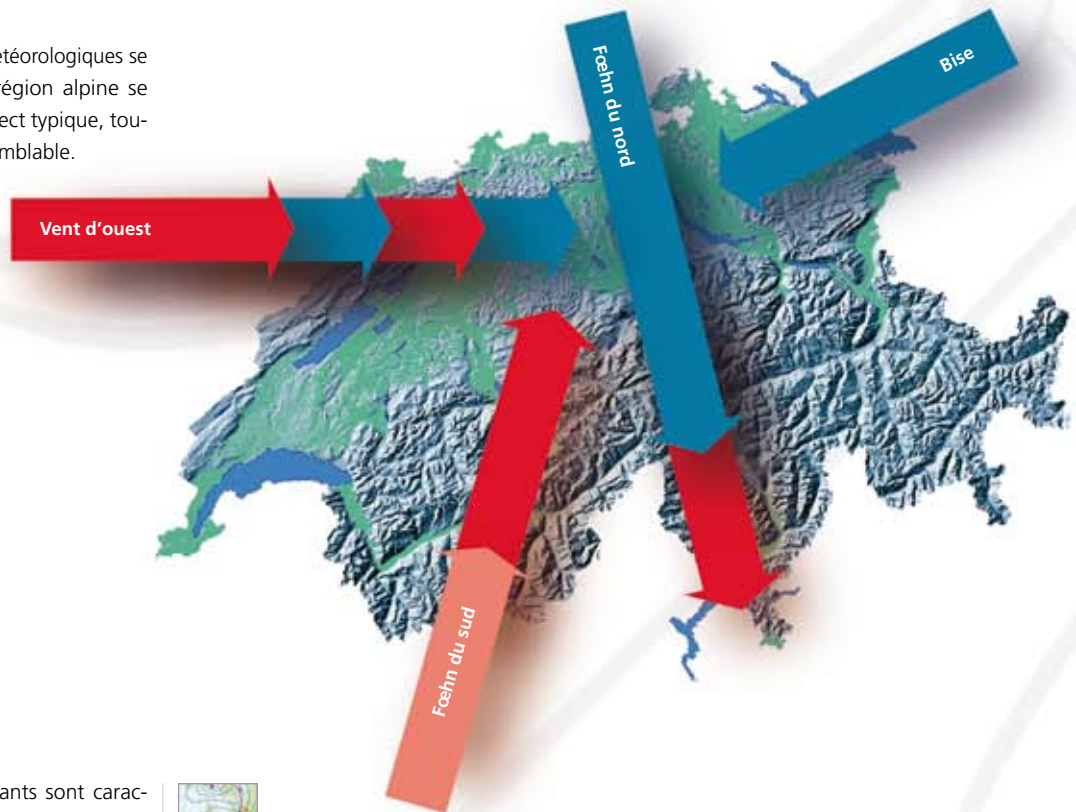 étéorologiques se
région alpine se
ect typique, tou-
mblable.
Vent d'ouest
Fœhn du nord
Bise
Fœhn du sud
ants sont carac-